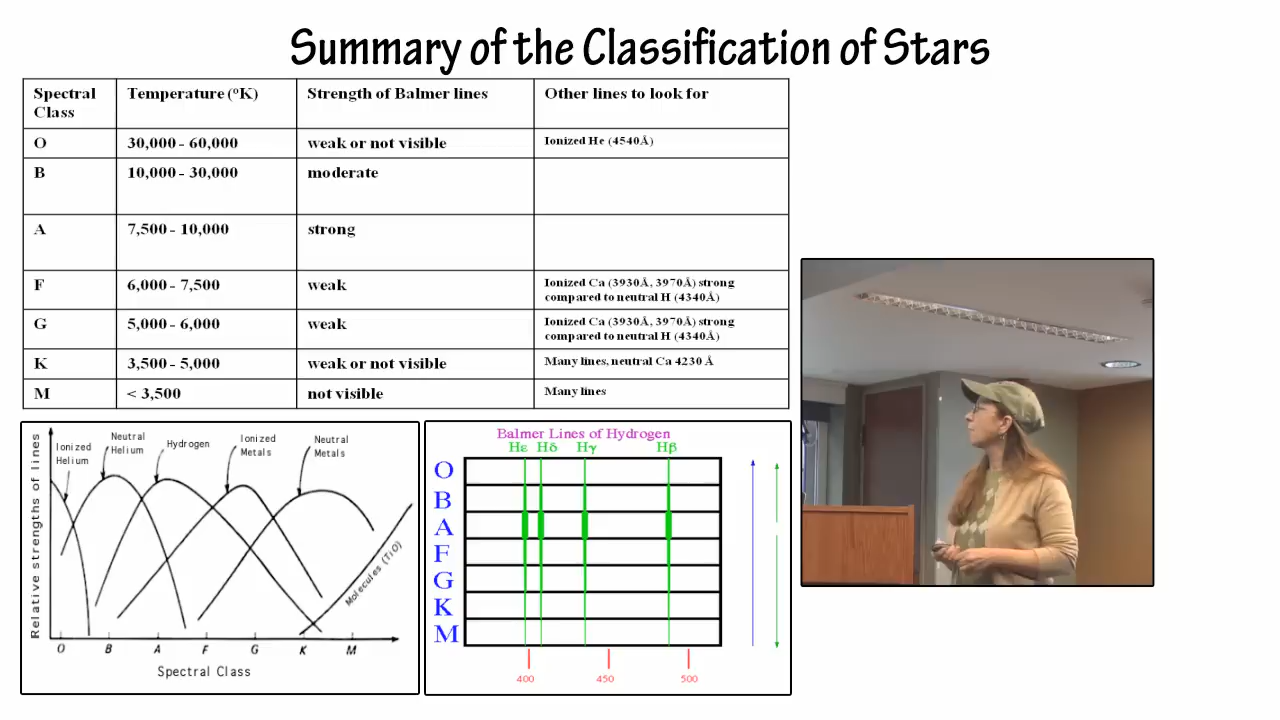 Summary of the Classification of Stars
Spectral Class Temperature (°K) Strength of Balmer lines Other lines to look for
O 30,000 - 60,000 weak or not visible Ionized He (4540Å)
B 10,000 - 30,000 moderate
A 7,500 - 10,000 strong
F 6,000 - 7,500 weak Ionized Ca (3930Å, 3970Å) strong compared to neutral H (4340Å)
G 5,000 - 6,000 weak Ionized Ca (3930Å, 3970Å) strong compared to neutral H (4340Å)
K 3,500 - 5,000 weak or not visible Many lines, neutral Ca 4230 Å
M < 3,500 not visible Many lines
Relative strengths of lines
Ionized Helium
Neutral Helium
Hydrogen
Ionized Metals
Neutral Metals
Molecules (TiO)
O B A F G K M
Spectral Class
Balmer Lines of Hydrogen
Hε Hδ Hγ Hβ
O
B
A
F
G
K
M
400 450 500